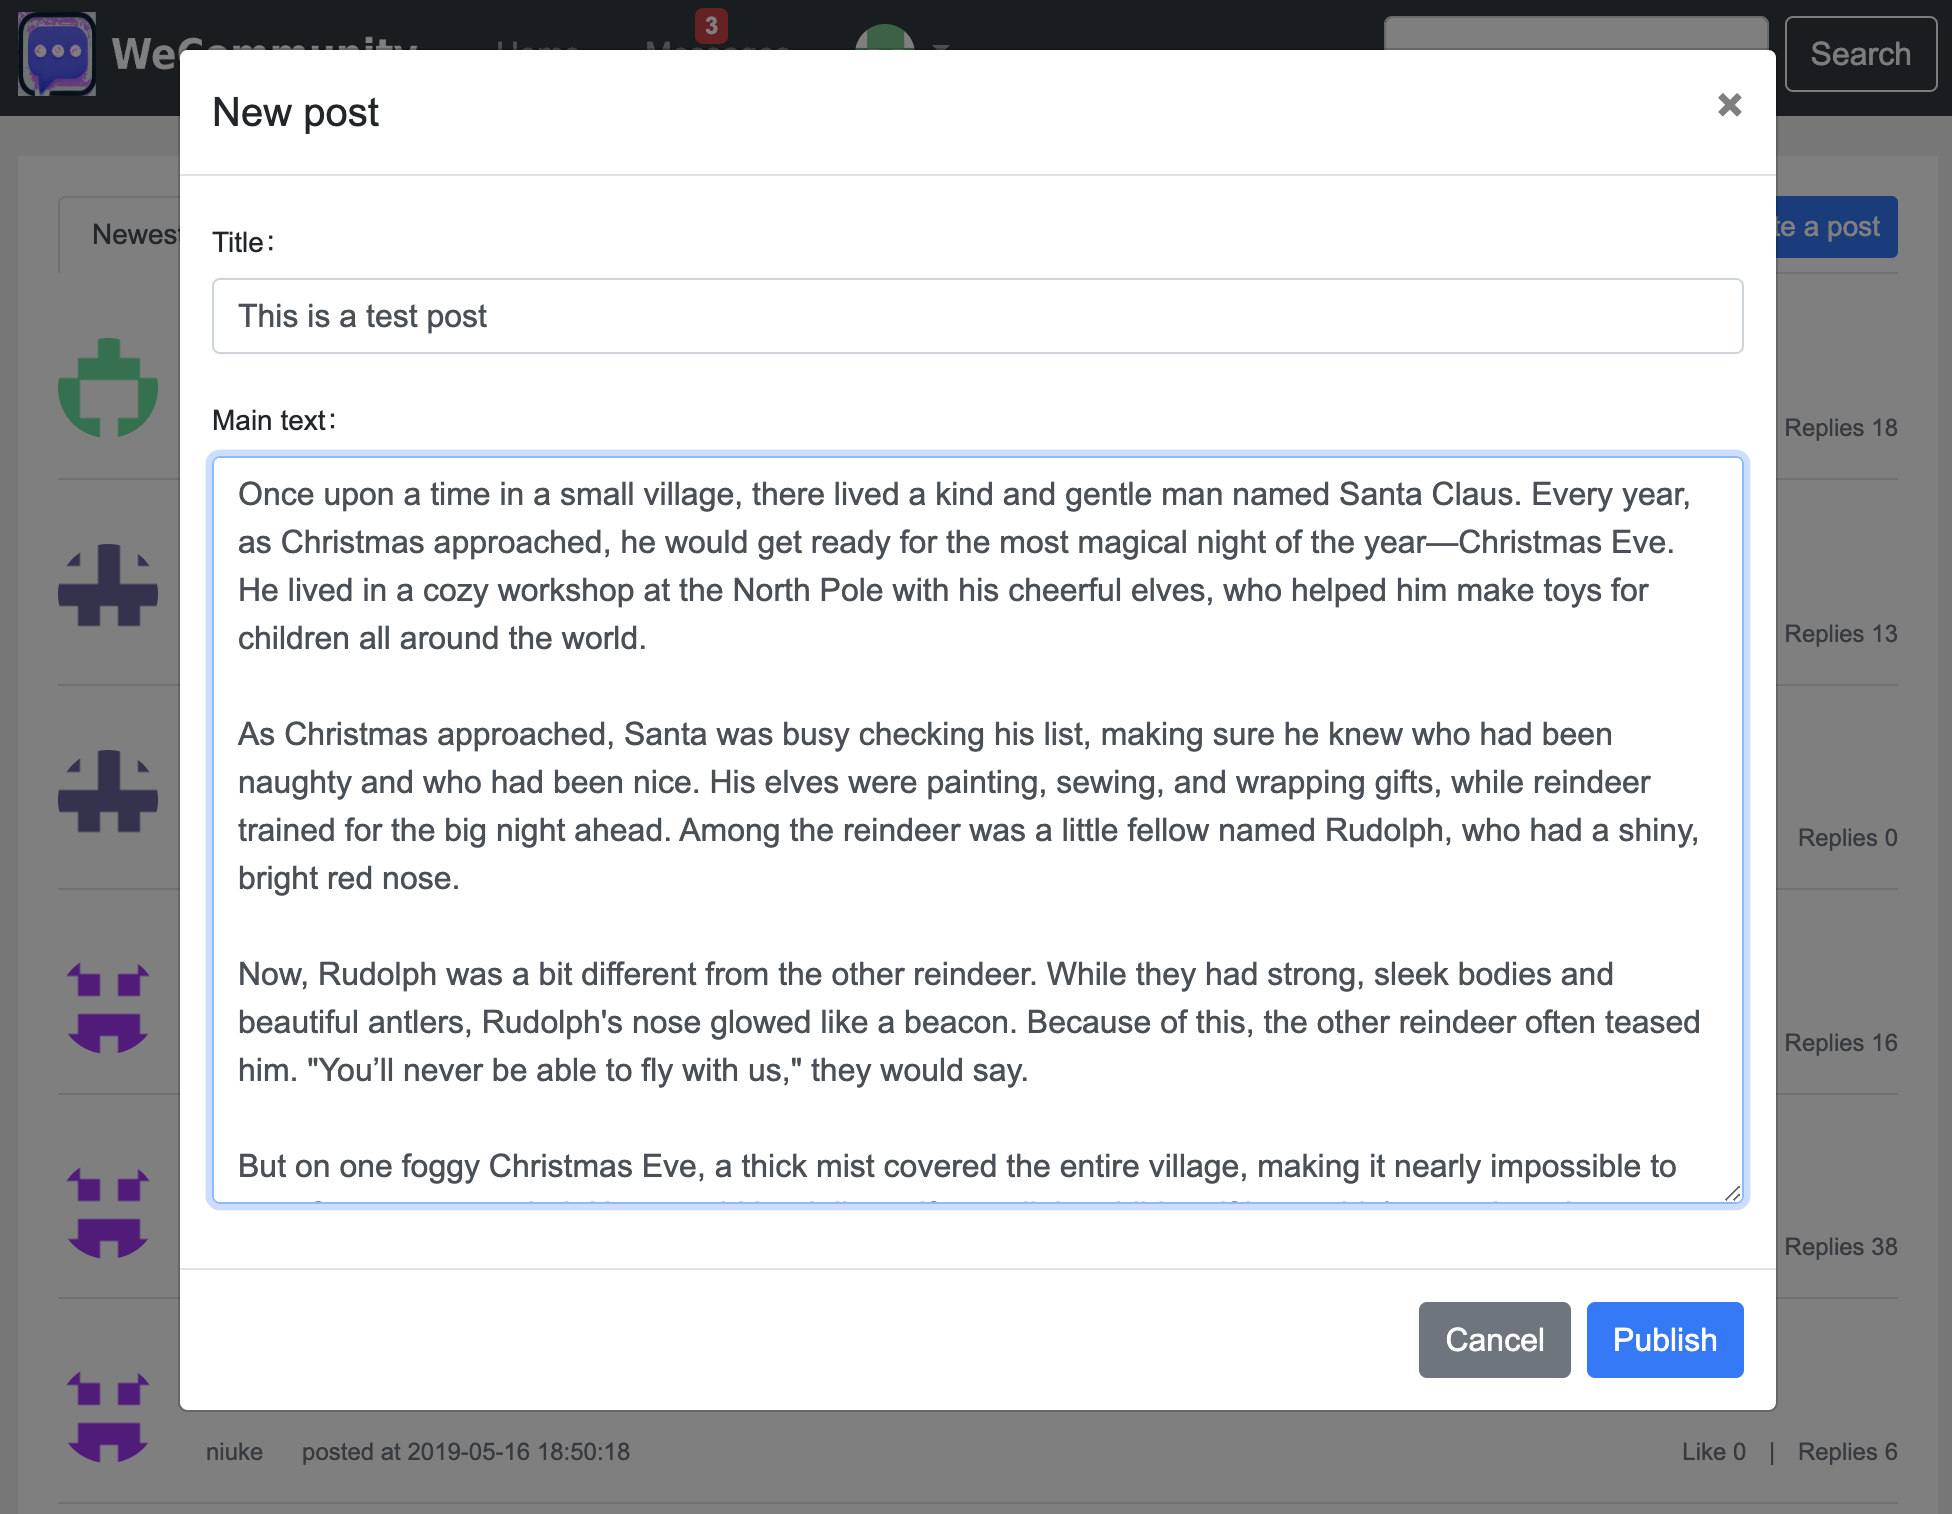 3
Search
New post
Newest
te a post
Title:
This is a test post
Main text:
Once upon a time in a small village, there lived a kind and gentle man named Santa Claus. Every year,
as Christmas approached, he would get ready for the most magical night of the year—Christmas Eve.
He lived in a cozy workshop at the North Pole with his cheerful elves, who helped him make toys for
children all around the world.
As Christmas approached, Santa was busy checking his list, making sure he knew who had been
naughty and who had been nice. His elves were painting, sewing, and wrapping gifts, while reindeer
trained for the big night ahead. Among the reindeer was a little fellow named Rudolph, who had a shiny,
bright red nose.
Now, Rudolph was a bit different from the other reindeer. While they had strong, sleek bodies and
beautiful antlers, Rudolph's nose glowed like a beacon. Because of this, the other reindeer often teased
him. "You’ll never be able to fly with us," they would say.
But on one foggy Christmas Eve, a thick mist covered the entire village, making it nearly impossible to
Replies 18
Replies 13
Replies 0
Replies 16
Replies 38
Cancel
Publish
niuke posted at 2019-05-16 18:50:18
Like 0 | Replies 6